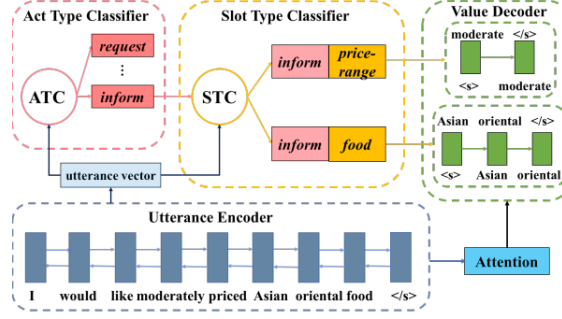 Act Type Classifier
Slot Type Classifier
Value Decoder
request
...
ATC
inform
STC
inform price-range
inform food
moderate </s>
<s> moderate
Asian oriental </s>
<s> Asian oriental
utterance vector
Utterance Encoder
I would like moderately priced Asian oriental food </s>
Attention